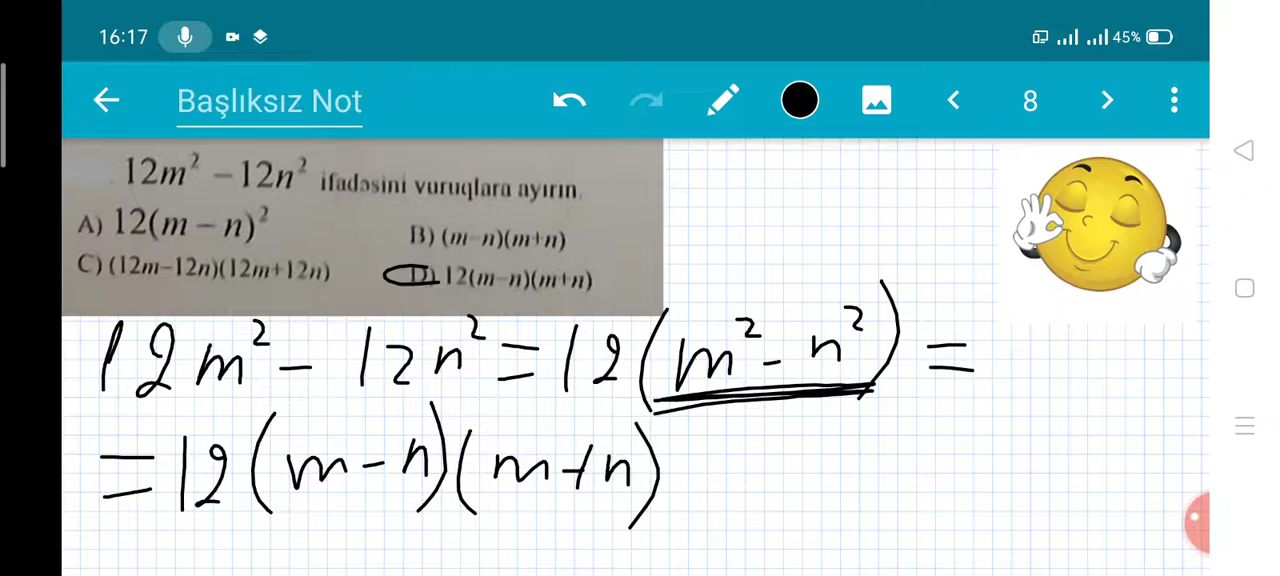 16:17 45%
Başlıksız Not 8
12m² − 12n² ifadəsini vuruqlara ayırın.
A) 12(m − n)² B) (m−n)(m+n)
C) (12m−12n)(12m+12n) D) 12(m−n)(m+n)
12m² − 12n² = 12(m² − n²) =
= 12(m − n)(m + n)